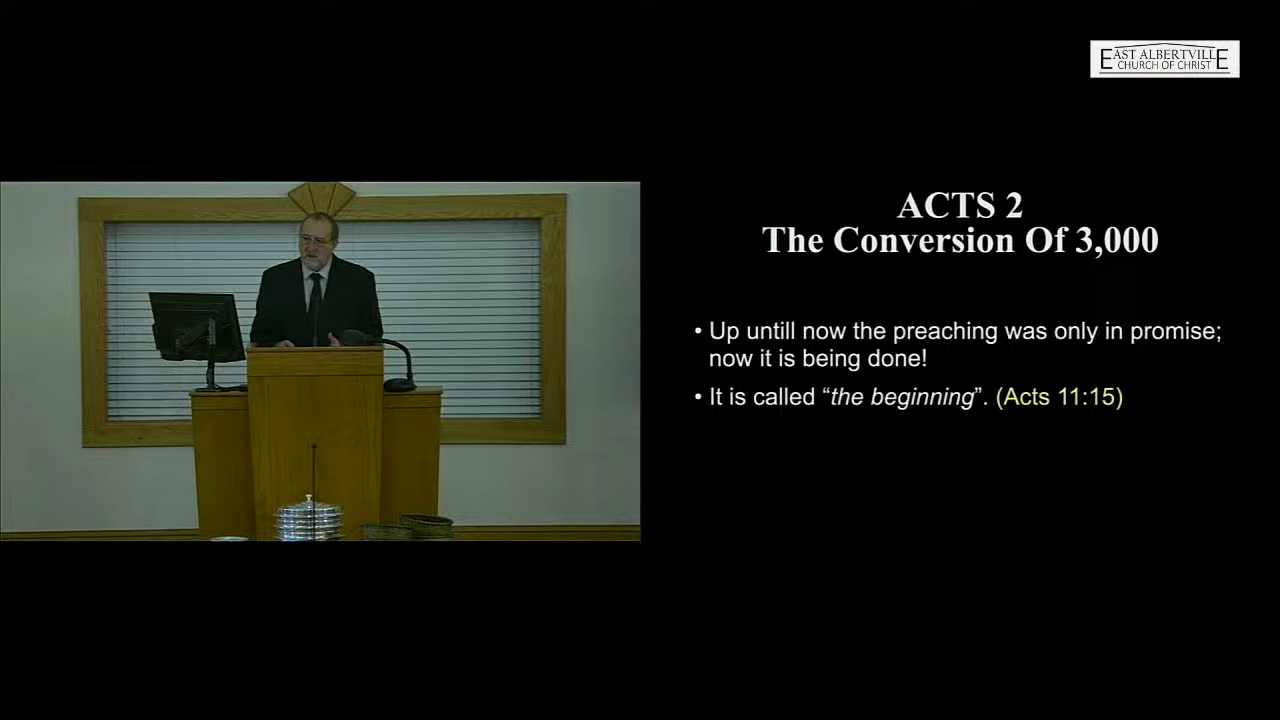 EAST ALBERTVILLE
CHURCH OF CHRIST
ACTS 2
The Conversion Of 3,000
• Up untill now the preaching was only in promise;
now it is being done!
• It is called “the beginning”. (Acts 11:15)